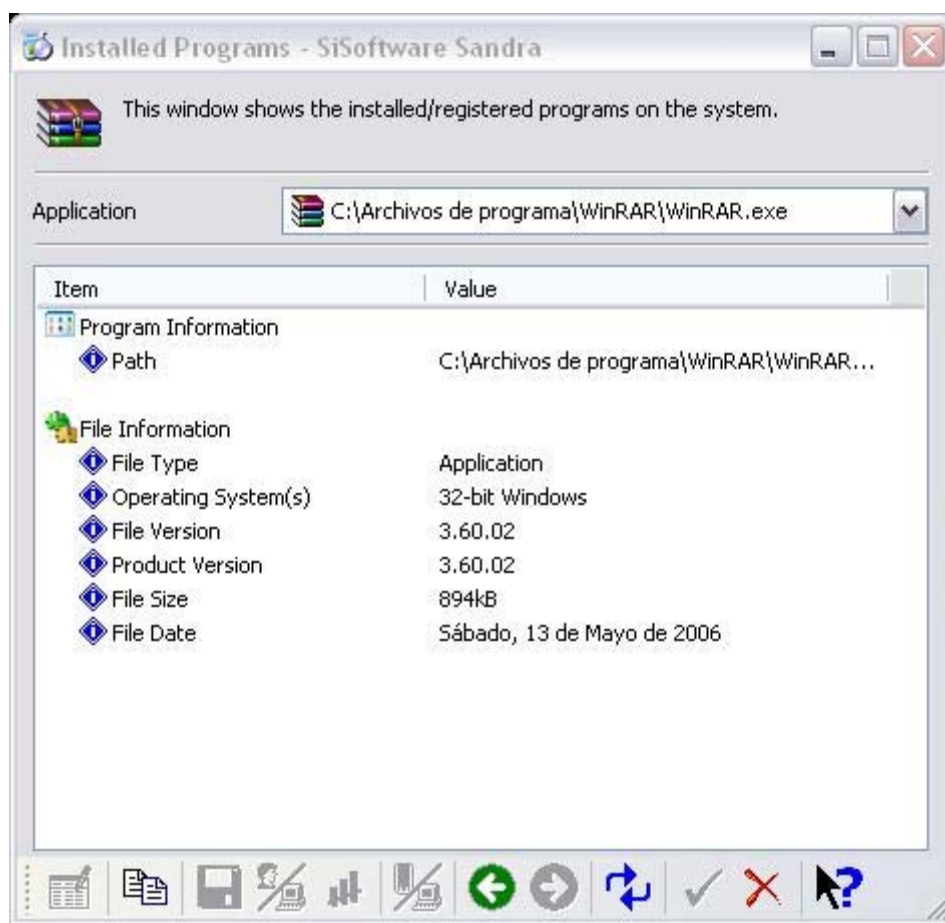 Installed Programs - SiSoftware Sandra
This window shows the installed/registered programs on the system.
Application
C:\Archivos de programa\WinRAR\WinRAR.exe
Item Value
Program Information
Path C:\Archivos de programa\WinRAR\WinRAR...
File Information
File Type Application
Operating System(s) 32-bit Windows
File Version 3.60.02
Product Version 3.60.02
File Size 894kB
File Date Sábado, 13 de Mayo de 2006